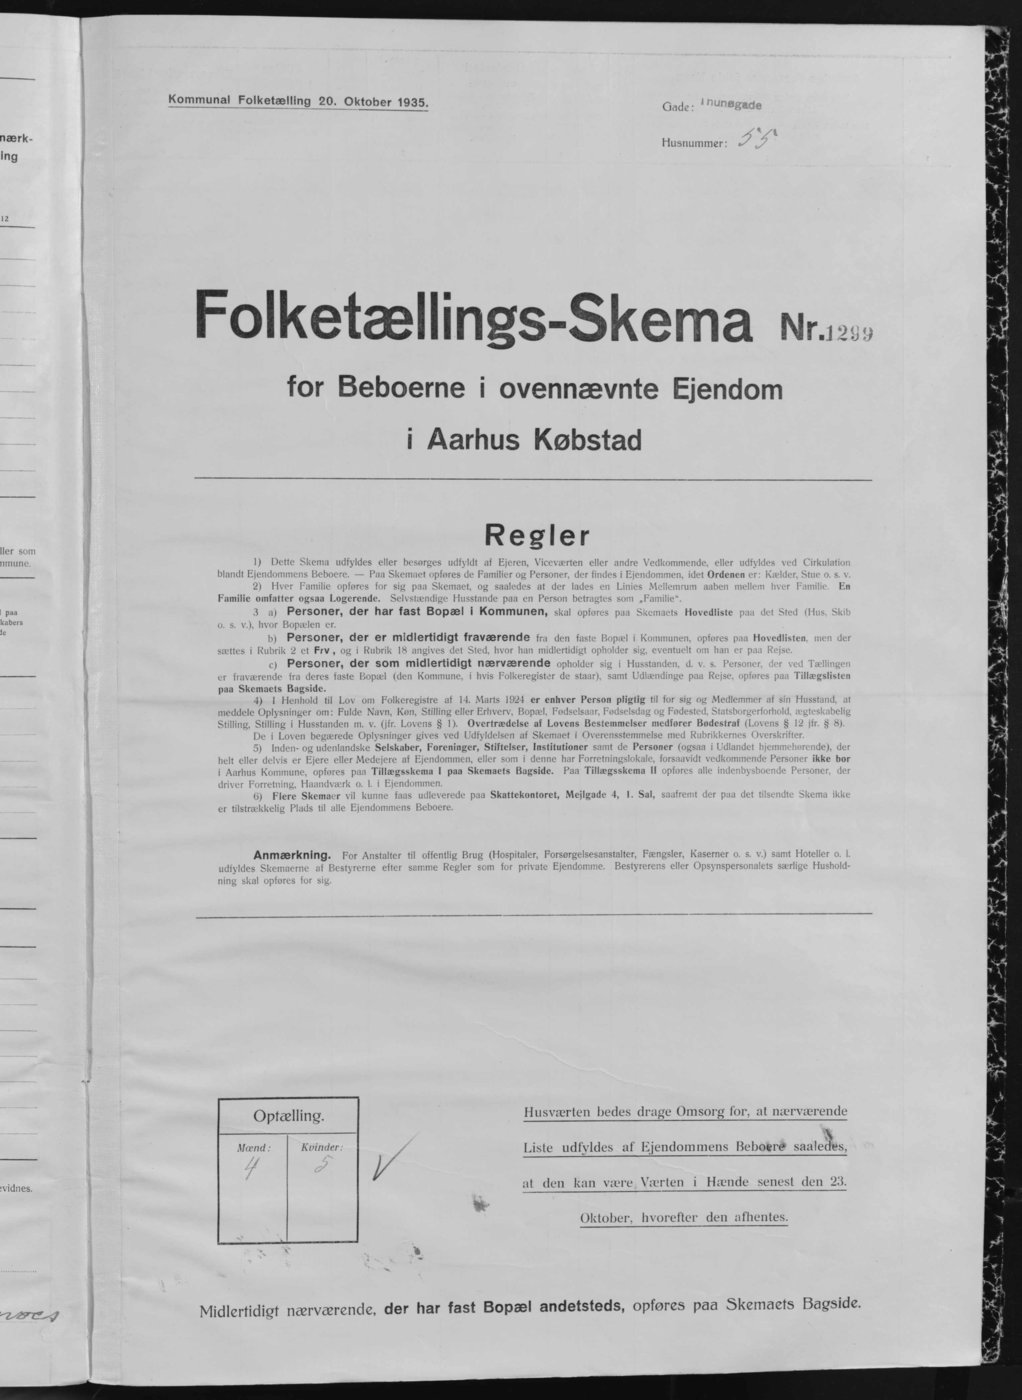 Kommunal Folketælling 20. Oktober 1935.
Gade: Thunøgade
Husnummer: 55
Folketællings-Skema Nr. 1299
for Beboerne i ovennævnte Ejendom
i Aarhus Købstad
Regler
1) Dette Skema udfyldes eller besørges udfyldt af Ejeren, Viceværten eller andre Vedkommende, eller udfyldes ved Cirkulation
blandt Ejendommens Beboere. — Paa Skemaet opføres de Familier og Personer, der findes i Ejendommen, idet Ordenen er: Kælder, Stue o. s. v.
2) Hver Familie opføres for sig paa Skemaet, og saaledes at der lades en Linies Mellemrum aaben mellem hver Familie. En
Familie omfatter ogsaa Logerende. Selvstændige Husstande paa en Person betragtes som „Familie".
3 a) Personer, der har fast Bopæl i Kommunen, skal opføres paa Skemaets Hovedliste paa det Sted (Hus, Skib
o. s. v.), hvor Bopælen er.
b) Personer, der er midlertidigt fraværende fra den faste Bopæl i Kommunen, opføres paa Hovedlisten, men der
sættes i Rubrik 2 et Frv, og i Rubrik 18 angives det Sted, hvor han midlertidigt opholder sig, eventuelt om han er paa Rejse.
c) Personer, der som midlertidigt nærværende opholder sig i Husstanden, d. v. s. Personer, der ved Tællingen
er fraværende fra deres faste Bopæl (den Kommune, i hvis Folkeregister de staar), samt Udlændinge paa Rejse, opføres paa Tillægslisten
paa Skemaets Bagside.
4) I Henhold til Lov om Folkeregistre af 14. Marts 1924 er enhver Person pligtig til for sig og Medlemmer af sin Husstand, at
meddele Oplysninger om: Fulde Navn, Køn, Stilling eller Erhverv, Bopæl, Fødselsaar, Fødselsdag og Fødested, Statsborgerforhold, ægteskabelig
Stilling, Stilling i Husstanden m. v. (jfr. Lovens § 1). Overtrædelse af Lovens Bestemmelser medfører Bødestraf (Lovens § 12 jfr. § 8).
De i Loven begærede Oplysninger gives ved Udfyldelsen af Skemaet i Overensstemmelse med Rubrikkernes Overskrifter.
5) Inden- og udenlandske Selskaber, Foreninger, Stiftelser, Institutioner samt de Personer (ogsaa i Udlandet hjemmehørende), der
helt eller delvis er Ejere eller Medejere af Ejendommen, eller som i denne har Forretningslokale, forsaavidt vedkommende Personer ikke bor
i Aarhus Kommune, opføres paa Tillægsskema I paa Skemaets Bagside. Paa Tillægsskema II opføres alle indenbysboende Personer, der
driver Forretning, Haandværk o. l. i Ejendommen.
6) Flere Skemaer vil kunne faas udleverede paa Skattekontoret, Mejlgade 4, 1. Sal, saafremt der paa det tilsendte Skema ikke
er tilstrækkelig Plads til alle Ejendommens Beboere.
Anmærkning. For Anstalter til offentlig Brug (Hospitaler, Forsørgelsesanstalter, Fængsler, Kaserner o. s. v.) samt Hoteller o. l.
udfyldes Skemaerne af Bestyrerne efter samme Regler som for private Ejendomme. Bestyrerens eller Opsynspersonalets særlige Hushold-
ning skal opføres for sig.
Optælling.
Mænd: Kvinder:
4 5
Husværten bedes drage Omsorg for, at nærværende
Liste udfyldes af Ejendommens Beboere saaledes,
at den kan være Værten i Hænde senest den 23.
Oktober, hvorefter den afhentes.
Midlertidigt nærværende, der har fast Bopæl andetsteds, opføres paa Skemaets Bagside.